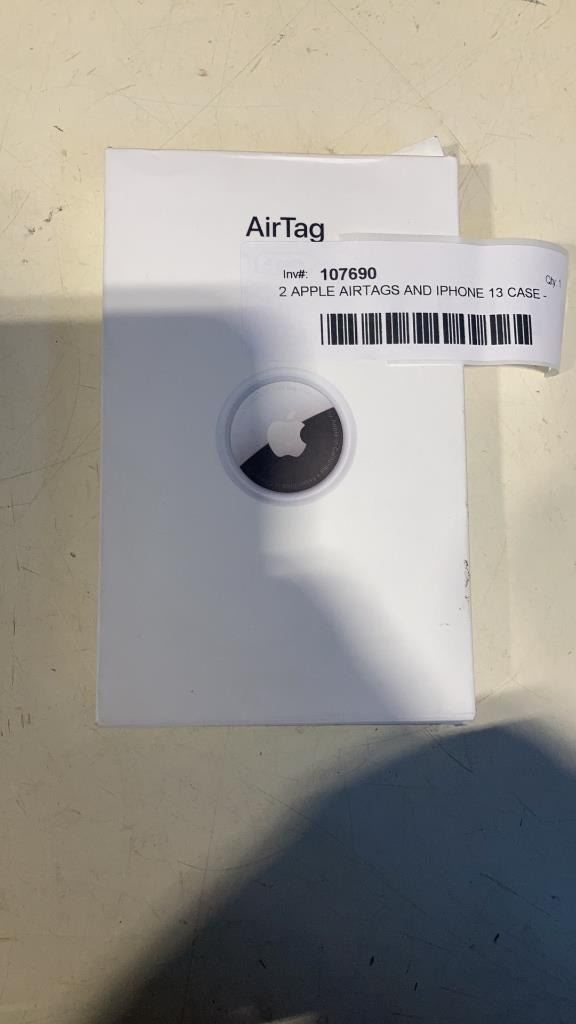 AirTag
Inv#: 107690
Qty: 1
2 APPLE AIRTAGS AND IPHONE 13 CASE -